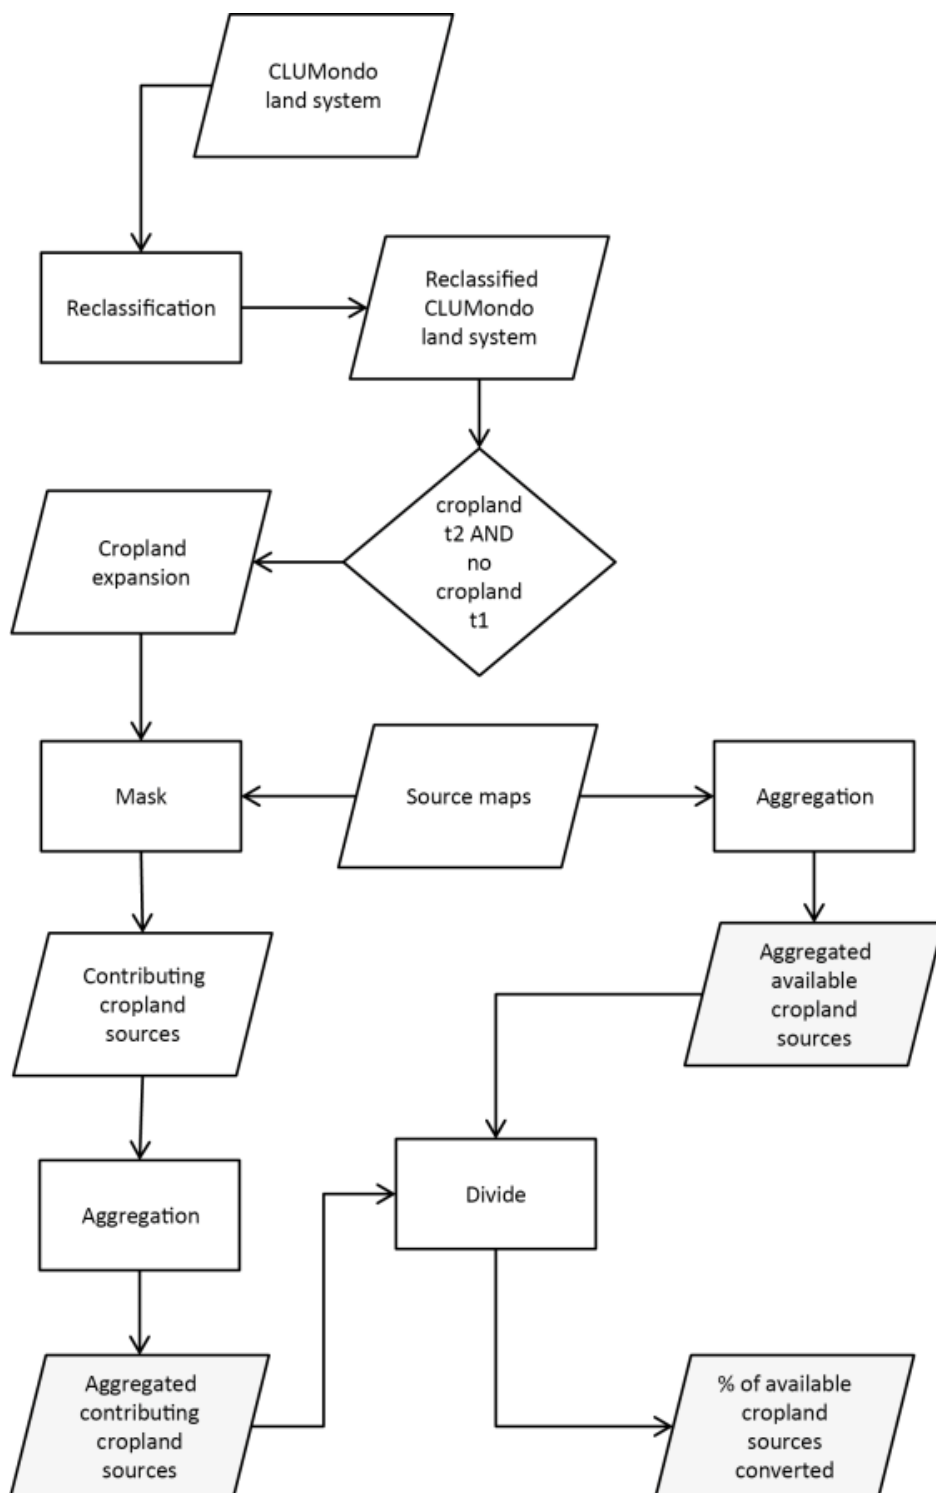 CLUMondo
land system
Reclassification
Reclassified
CLUMondo
land system
cropland
t2 AND
no
cropland
t1
Cropland
expansion
Mask
Source maps
Aggregation
Contributing
cropland
sources
Aggregated
available
cropland
sources
Aggregation
Divide
Aggregated
contributing
cropland
sources
% of available
cropland
sources
converted